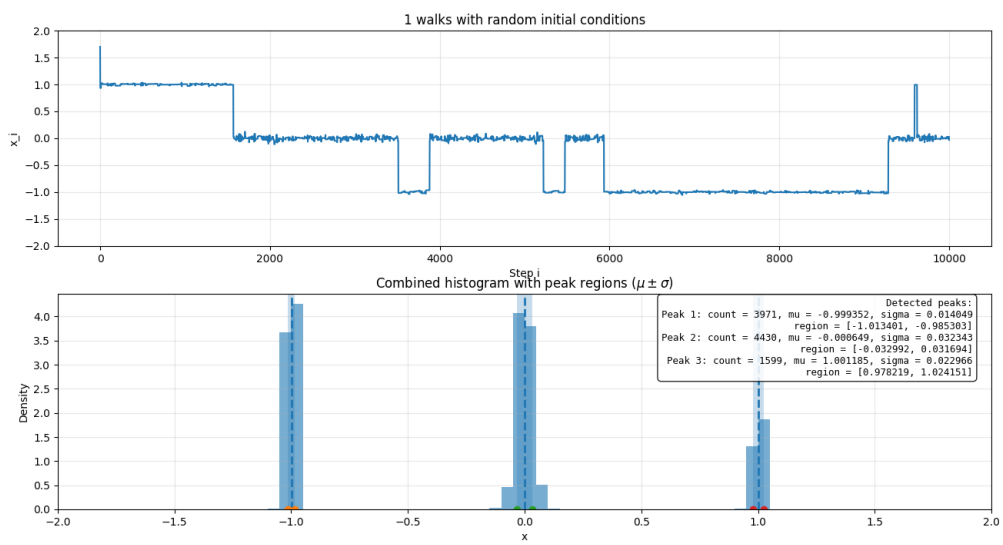 1 walks with random initial conditions
2.0
1.5
1.0
0.5
0.0
−0.5
−1.0
−1.5
−2.0
x_i
0 2000 4000 6000 8000 10000
Step i
Combined histogram with peak regions (μ ± σ)
4.0
3.5
3.0
2.5
2.0
1.5
1.0
0.5
0.0
Density
Detected peaks:
Peak 1: count = 3971, mu = -0.999352, sigma = 0.014049
region = [-1.013401, -0.985303]
Peak 2: count = 4430, mu = -0.000649, sigma = 0.032343
region = [-0.032992, 0.031694]
Peak 3: count = 1599, mu = 1.001185, sigma = 0.022966
region = [0.978219, 1.024151]
−2.0 −1.5 −1.0 −0.5 0.0 0.5 1.0 1.5 2.0
x